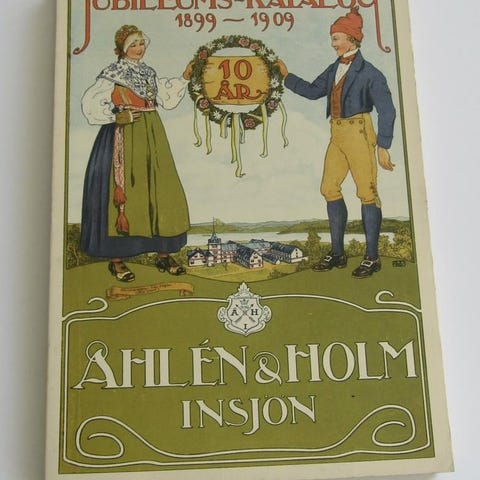 JUBILEUMS-KATALOG
1899-1909
10
ÅR
A H
I
ÅHLÉN & HOLM
INSJÖN